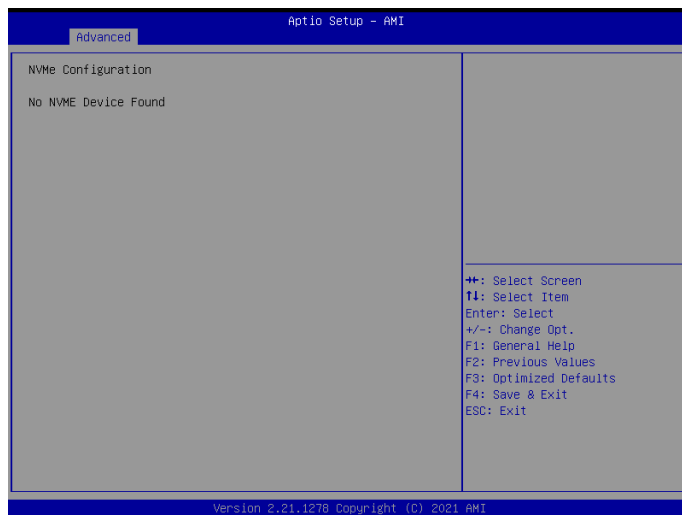 Aptio Setup – AMI
Advanced
NVMe Configuration
No NVME Device Found
→←: Select Screen
↑↓: Select Item
Enter: Select
+/-: Change Opt.
F1: General Help
F2: Previous Values
F3: Optimized Defaults
F4: Save & Exit
ESC: Exit
Version 2.21.1278 Copyright (C) 2021 AMI